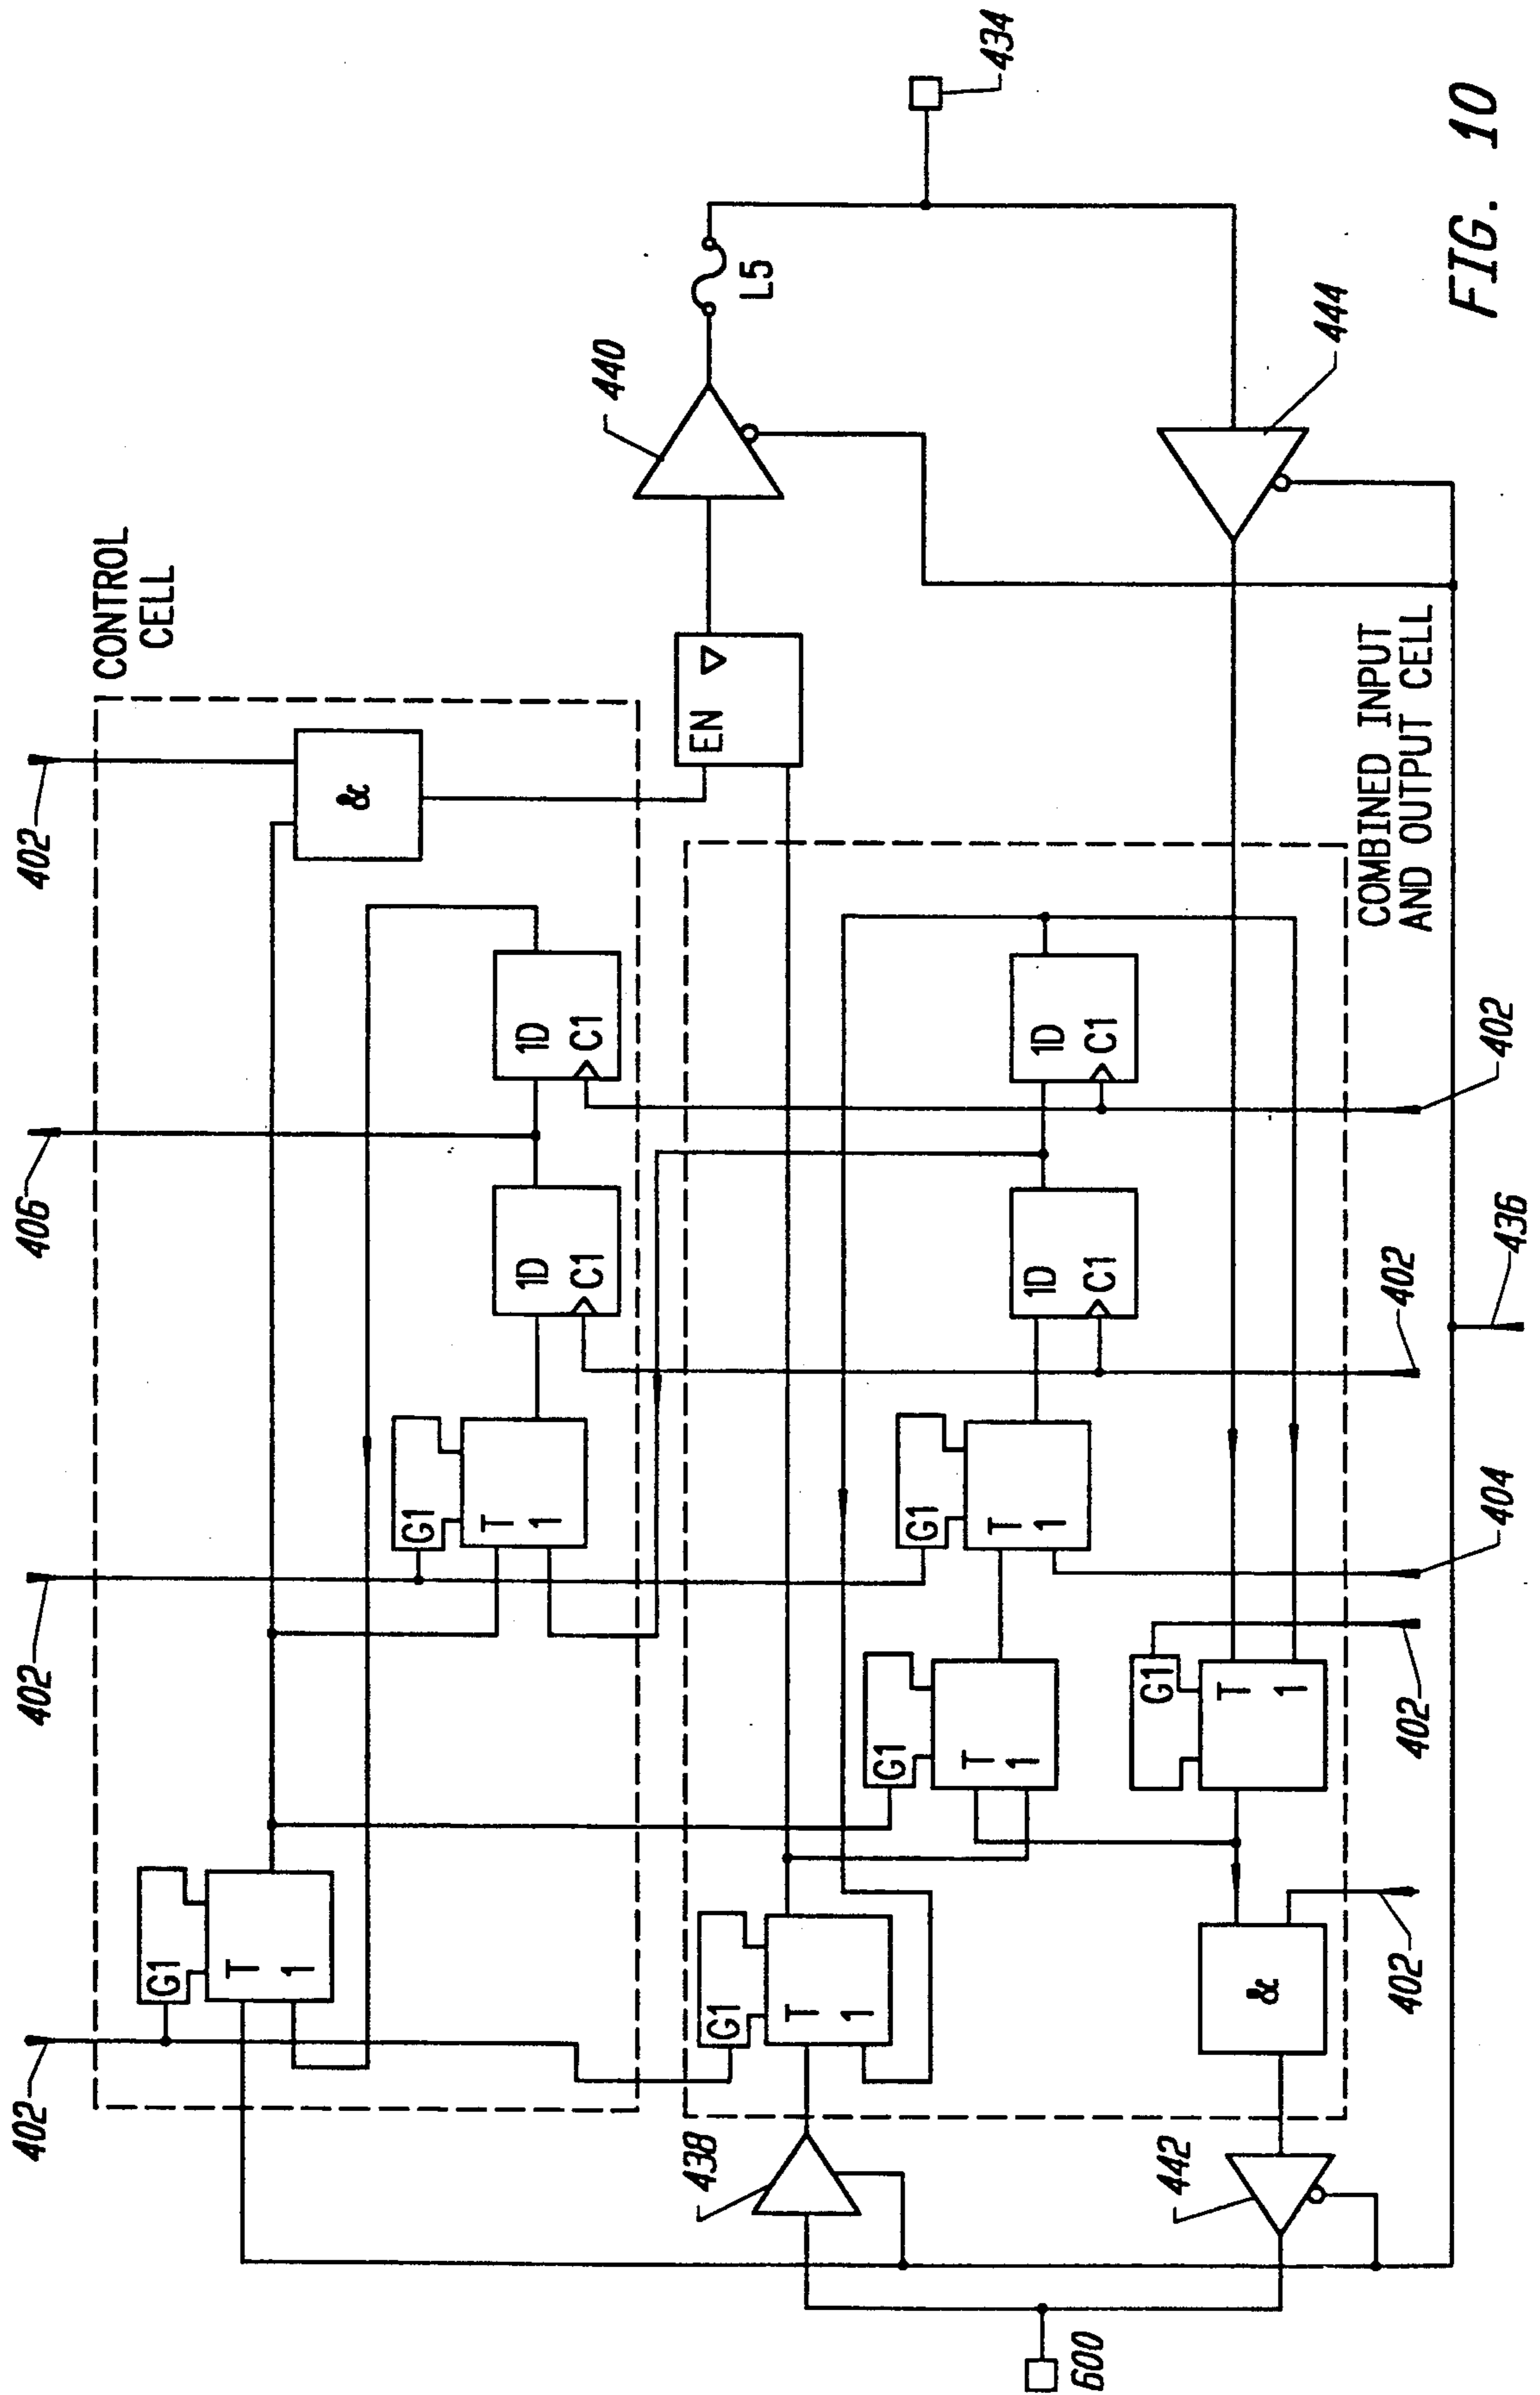 402
406
402
402
CONTROL
CELL
G1
T
1
G1
T
1
1D
C1
1D
C1
&
EN
∇
440
L5
434
438
G1
T
1
G1
T
1
G1
T
1
1D
C1
1D
C1
G1
T
1
&
442
600
444
COMBINED INPUT
AND OUTPUT CELL
402
402
404
402
402
436
FIG. 10